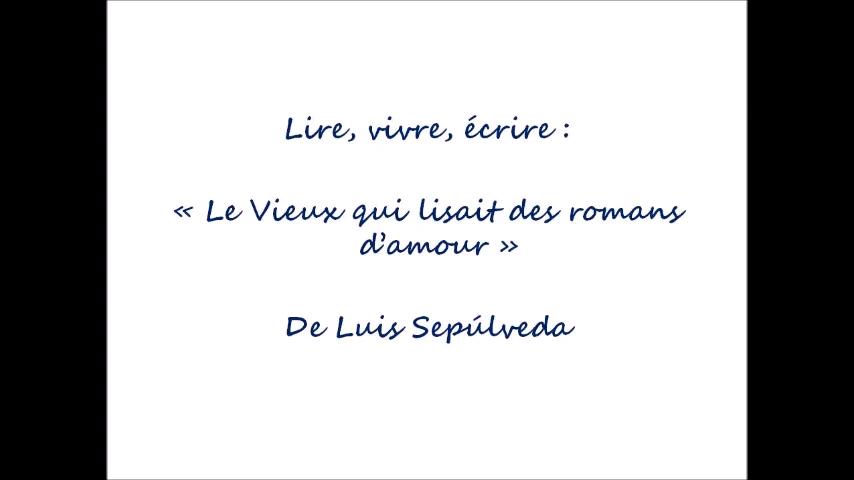 Lire, vivre, écrire :
« Le Vieux qui lisait des romans
d’amour »
De Luis Sepúlveda